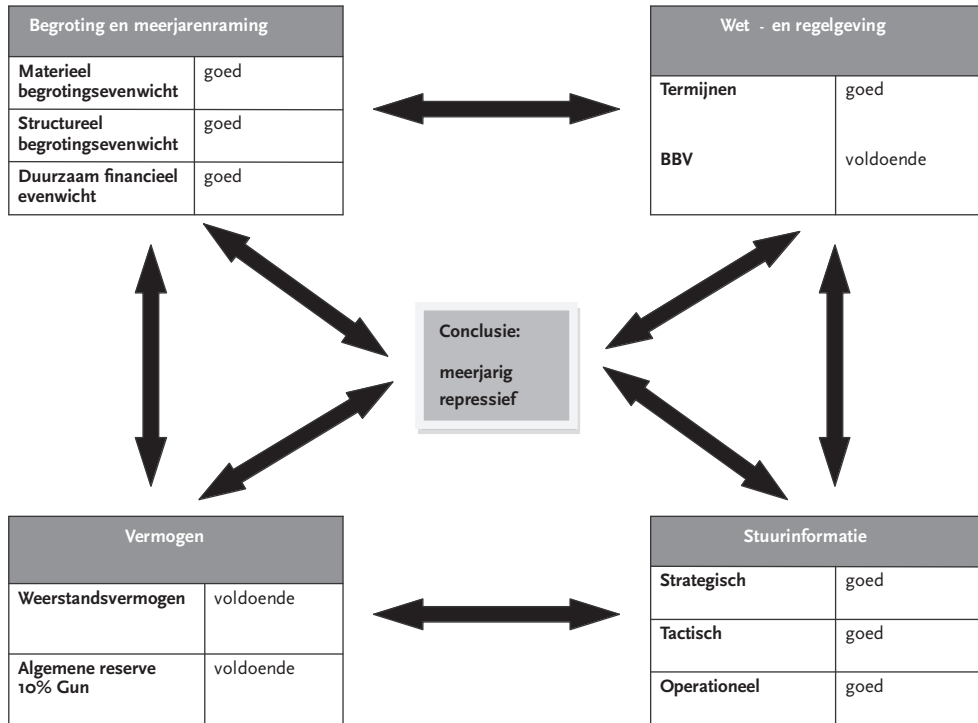 Begroting en meerjarenraming
Materieel
begrotingsevenwicht
goed
Structureel
begrotingsevenwicht
goed
Duurzaam financieel
evenwicht
goed
Wet - en regelgeving
Termijnen
goed
BBV
voldoende
Conclusie:
meerjarig
repressief
Vermogen
Weerstandsvermogen
voldoende
Algemene reserve
10% Gun
voldoende
Stuurinformatie
Strategisch
goed
Tactisch
goed
Operationeel
goed